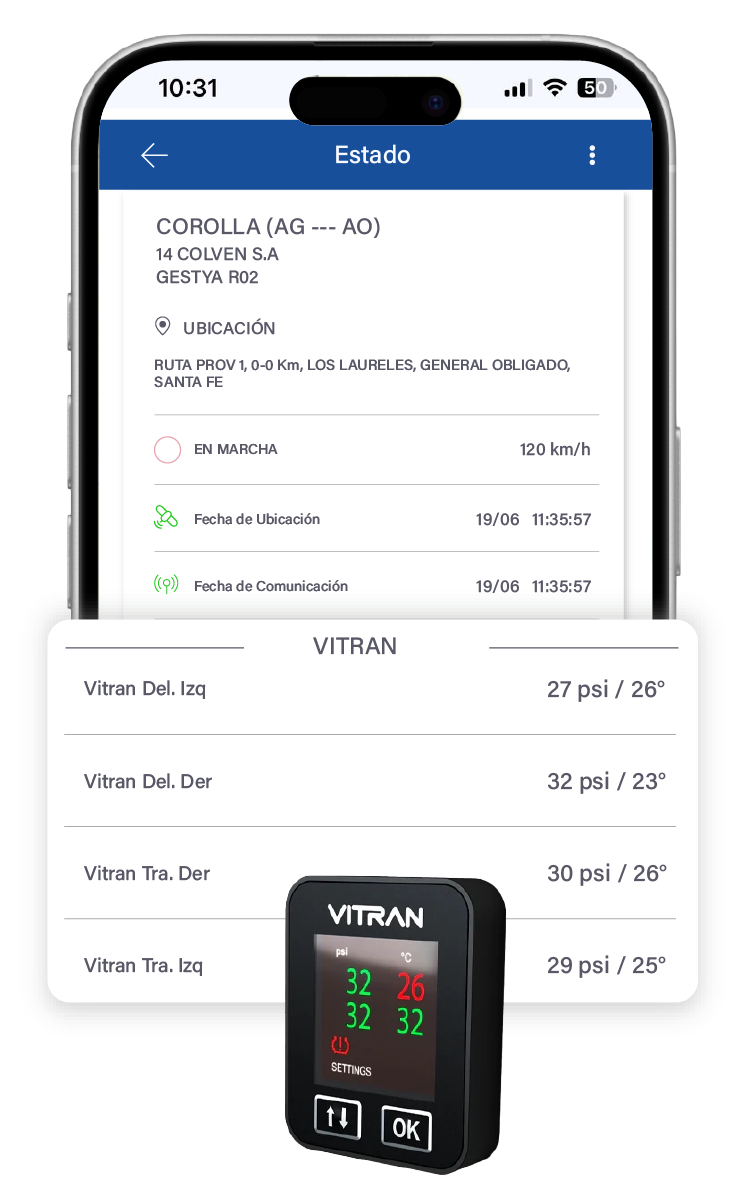 10:31
50
Estado
COROLLA (AG --- AO)
14 COLVEN S.A
GESTYA R02
UBICACIÓN
RUTA PROV 1, 0-0 Km, LOS LAURELES, GENERAL OBLIGADO,
SANTA FE
EN MARCHA 120 km/h
Fecha de Ubicación 19/06 11:35:57
Fecha de Comunicación 19/06 11:35:57
VITRAN
Vitran Del. Izq 27 psi / 26°
Vitran Del. Der 32 psi / 23°
Vitran Tra. Der 30 psi / 26°
Vitran Tra. Izq 29 psi / 25°
VITRAN
psi °C
32 26
32 32
SETTINGS
OK